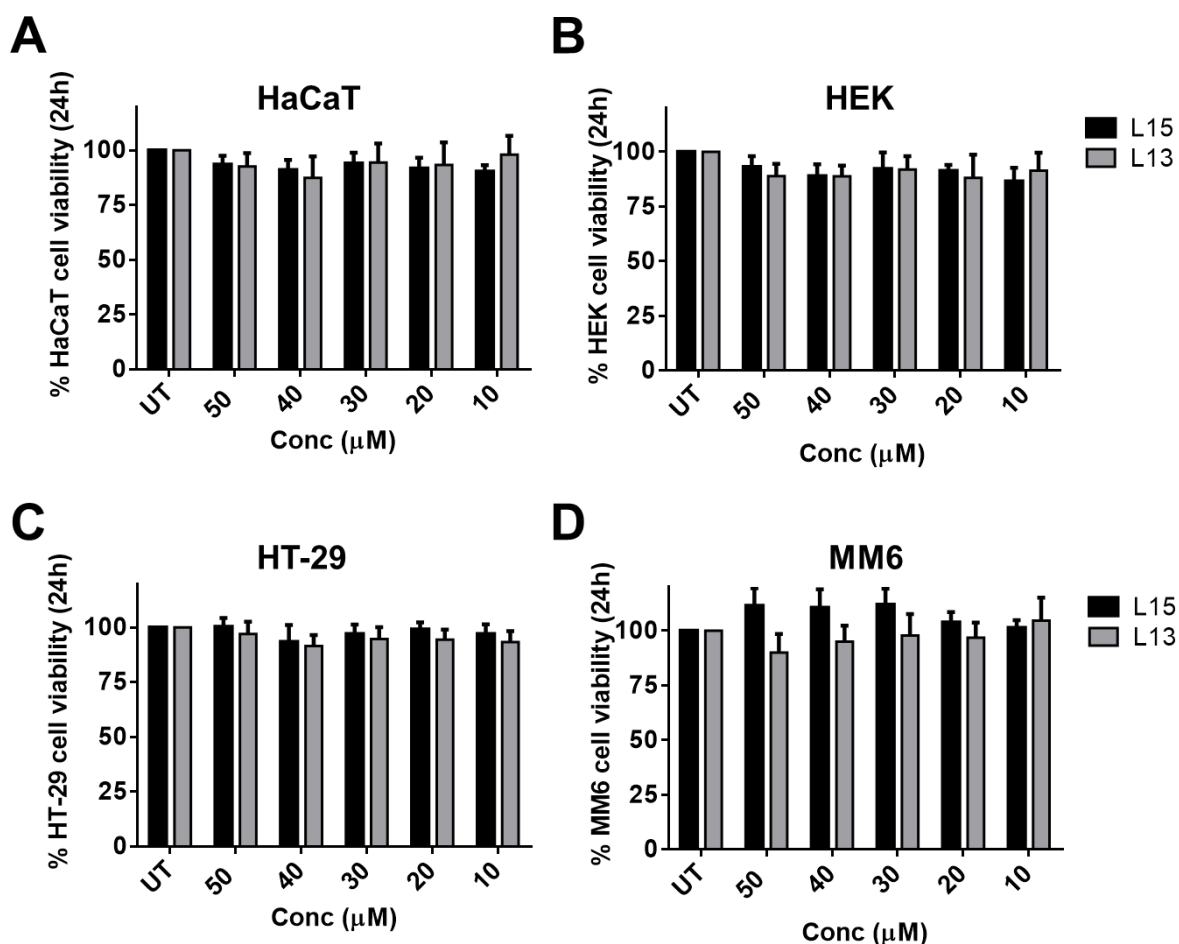 A
HaCaT
% HaCaT cell viability (24h)
100
75
50
25
0
UT
50
40
30
20
10
Conc (μM)
B
HEK
% HEK cell viability (24h)
100
75
50
25
0
UT
50
40
30
20
10
Conc (μM)
L15
L13
C
HT-29
% HT-29 cell viability (24h)
100
75
50
25
0
UT
50
40
30
20
10
Conc (μM)
D
MM6
% MM6 cell viability (24h)
100
75
50
25
0
UT
50
40
30
20
10
Conc (μM)
L15
L13